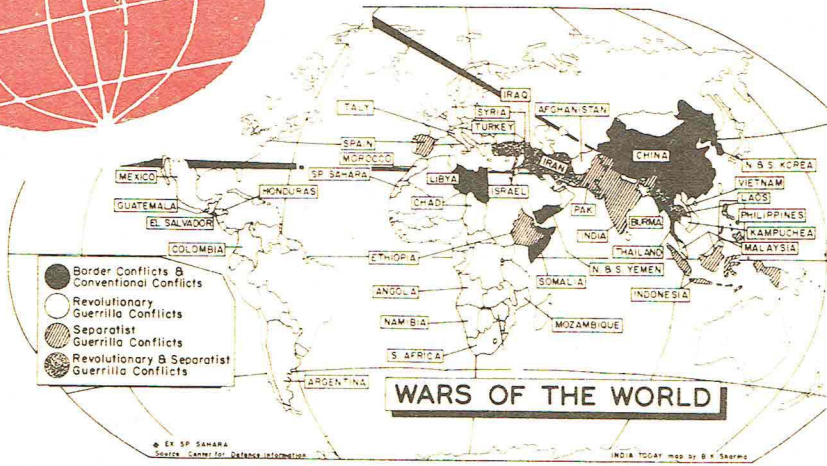 IRAQ
TALY
SYRIA
AFGHANISTAN
TURKEY
SPAIN
CHINA
MOROCCO
IRAN
N & S KOREA
MEXICO
SP SAHARA
LIBYA
ISRAEL
VIETNAM
HONDURAS
LAOS
GUATEMALA
CHAD
PAK
BURMA
PHILIPPINES
EL SALVADOR
INDIA
KAMPUCHEA
COLOMBIA
ETHIOPIA
THAILAND
MALAYSIA
N. & S YEMEN
SOMALIA
INDONESIA
Border Conflicts &
Conventional Conflicts
ANGOLA
Revolutionary
Guerrilla Conflicts
NAMIBIA
MOZAMBIQUE
Separatist
Guerrilla Conflicts
S. AFRICA
Revolutionary & Separatist
Guerrilla Conflicts
ARGENTINA
WARS OF THE WORLD
EX SP SAHARA
Source Center for Defence Information
INDIA TODAY map by B K Sharma